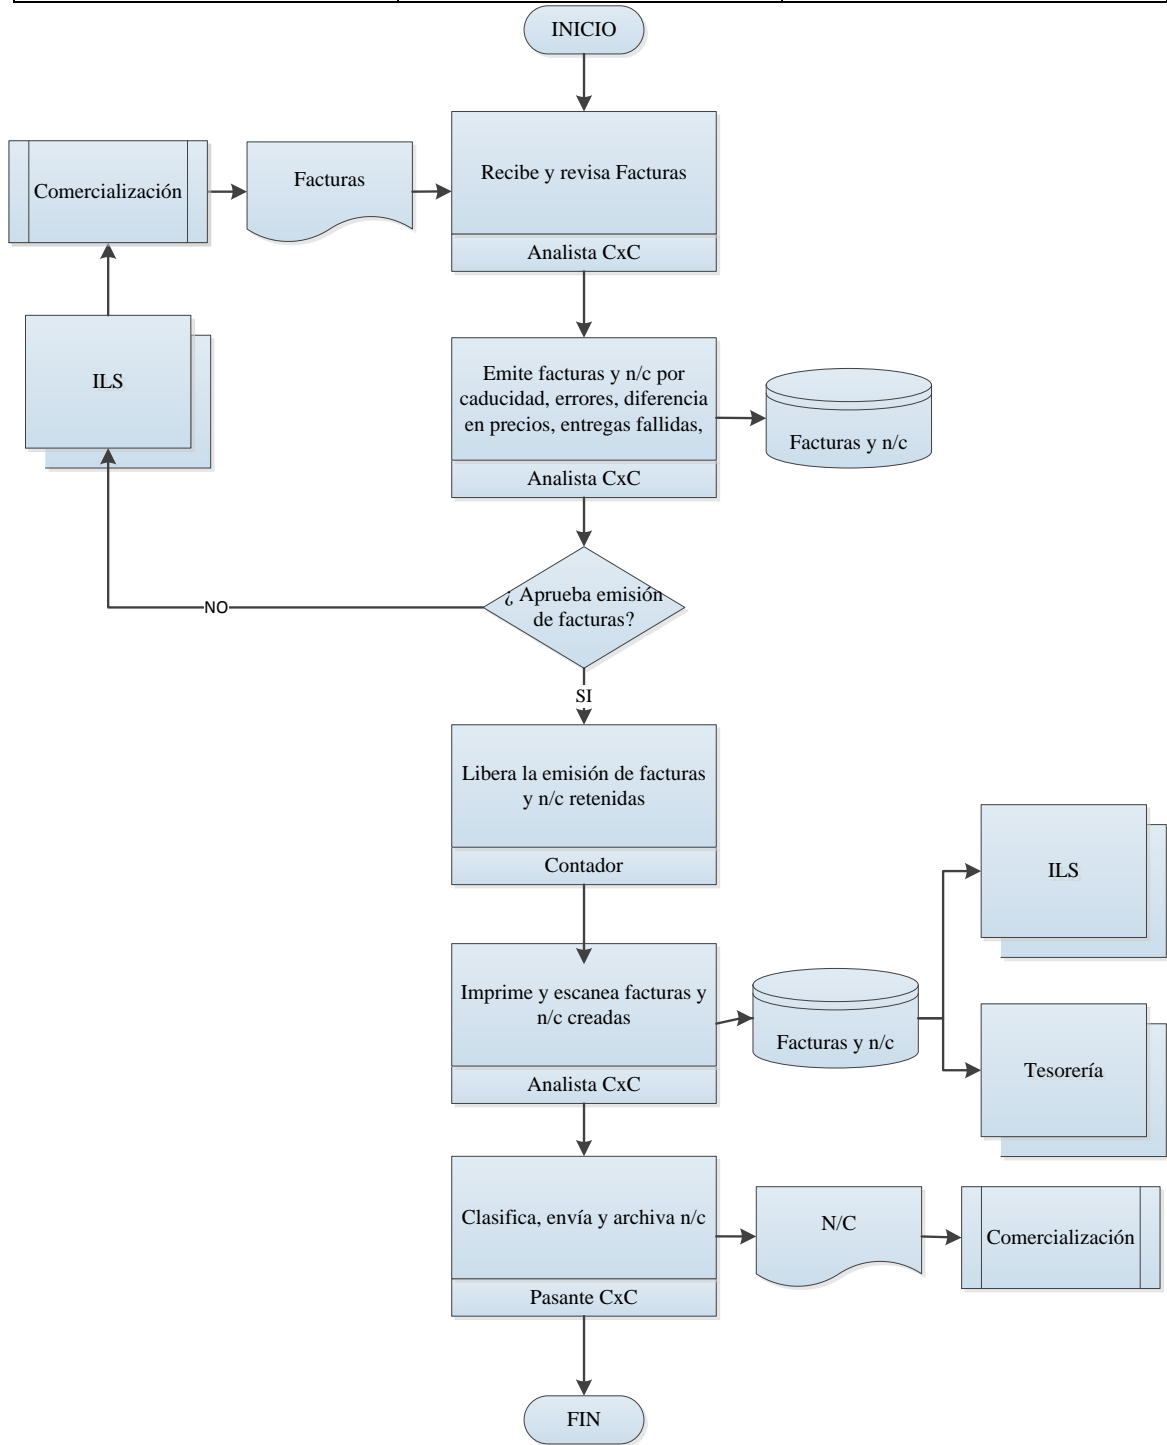 INICIO
Comercialización
Facturas
Recibe y revisa Facturas
Analista CxC
ILS
Emite facturas y n/c por
caducidad, errores, diferencia
en precios, entregas fallidas,
Analista CxC
Facturas y n/c
¿ Aprueba emisión
de facturas?
NO
SI
Libera la emisión de facturas
y n/c retenidas
Contador
ILS
Imprime y escanea facturas y
n/c creadas
Analista CxC
Facturas y n/c
Tesorería
Clasifica, envía y archiva n/c
Pasante CxC
N/C
Comercialización
FIN